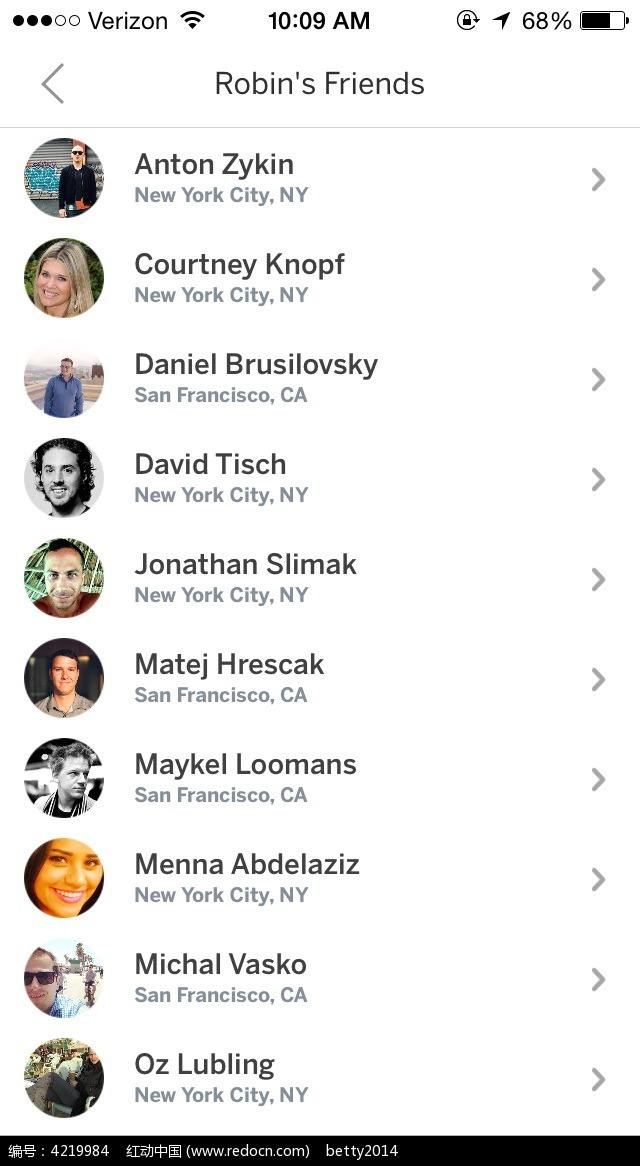 Verizon 10:09 AM 68%
Robin's Friends
Anton Zykin
New York City, NY
Courtney Knopf
New York City, NY
Daniel Brusilovsky
San Francisco, CA
David Tisch
New York City, NY
Jonathan Slimak
New York City, NY
Matej Hrescak
San Francisco, CA
Maykel Loomans
San Francisco, CA
Menna Abdelaziz
New York City, NY
Michal Vasko
San Francisco, CA
Oz Lubling
New York City, NY
编号：4219984 红动中国 (www.redocn.com) betty2014